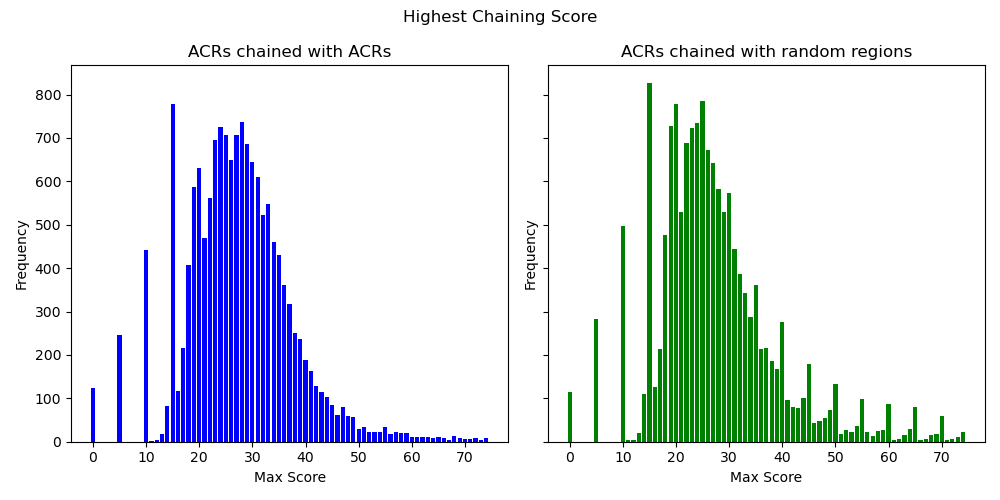 Highest Chaining Score
ACRs chained with ACRs
ACRs chained with random regions
Frequency
800
700
600
500
400
300
200
100
0
0 10 20 30 40 50 60 70
Max Score
Frequency
0 10 20 30 40 50 60 70
Max Score